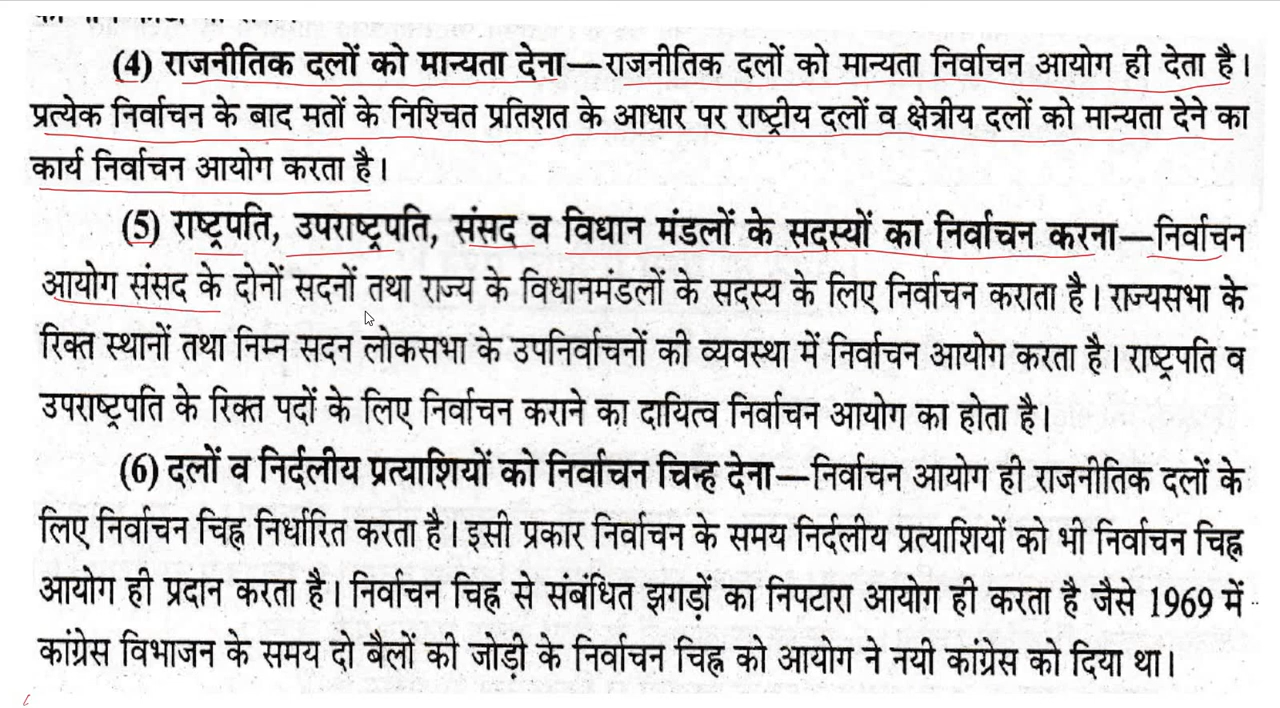 (4) राजनीतिक दलों को मान्यता देना—राजनीतिक दलों को मान्यता निर्वाचन आयोग ही देता है।
प्रत्येक निर्वाचन के बाद मतों के निश्चित प्रतिशत के आधार पर राष्ट्रीय दलों व क्षेत्रीय दलों को मान्यता देने का
कार्य निर्वाचन आयोग करता है।
(5) राष्ट्रपति, उपराष्ट्रपति, संसद व विधान मंडलों के सदस्यों का निर्वाचन करना—निर्वाचन
आयोग संसद के दोनों सदनों तथा राज्य के विधानमंडलों के सदस्य के लिए निर्वाचन कराता है। राज्यसभा के
रिक्त स्थानों तथा निम्न सदन लोकसभा के उपनिर्वाचनों की व्यवस्था में निर्वाचन आयोग करता है। राष्ट्रपति व
उपराष्ट्रपति के रिक्त पदों के लिए निर्वाचन कराने का दायित्व निर्वाचन आयोग का होता है।
(6) दलों व निर्दलीय प्रत्याशियों को निर्वाचन चिन्ह देना—निर्वाचन आयोग ही राजनीतिक दलों के
लिए निर्वाचन चिह्न निर्धारित करता है। इसी प्रकार निर्वाचन के समय निर्दलीय प्रत्याशियों को भी निर्वाचन चिह्न
आयोग ही प्रदान करता है। निर्वाचन चिह्न से संबंधित झगड़ों का निपटारा आयोग ही करता है जैसे 1969 में
कांग्रेस विभाजन के समय दो बैलों की जोड़ी के निर्वाचन चिह्न को आयोग ने नयी कांग्रेस को दिया था।